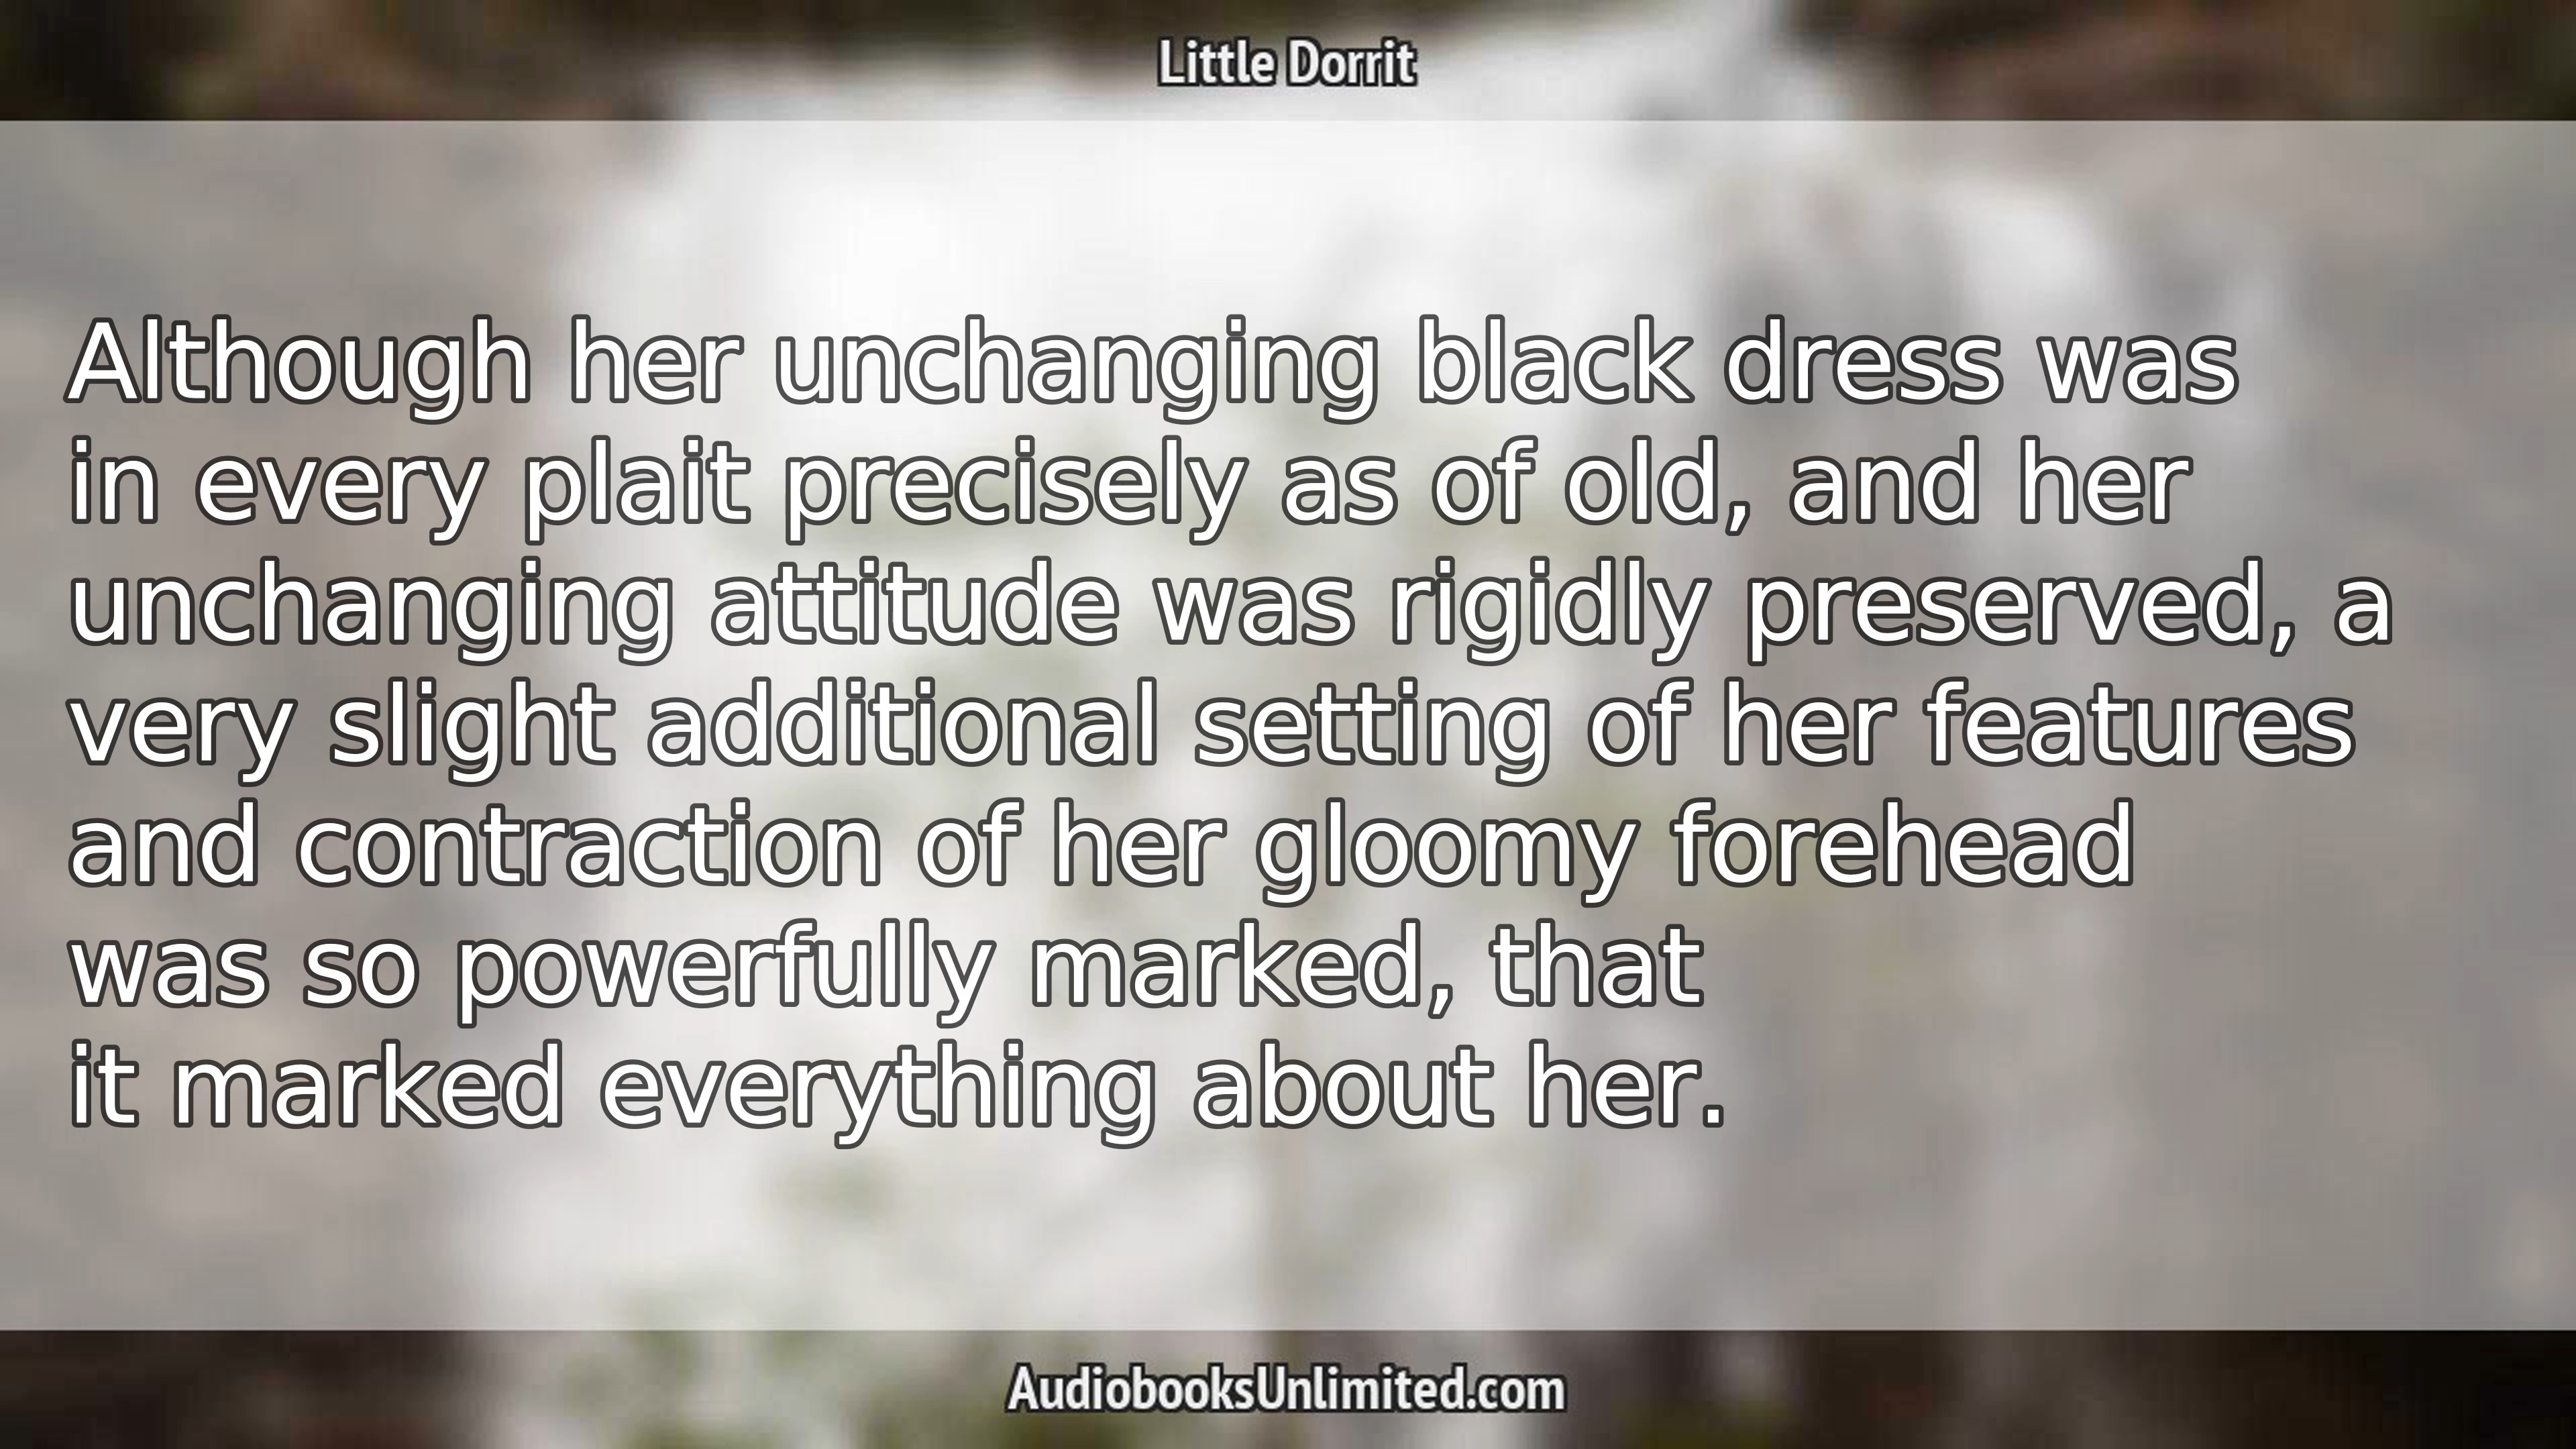 Little Dorrit
Although her unchanging black dress was
in every plait precisely as of old, and her
unchanging attitude was rigidly preserved, a
very slight additional setting of her features
and contraction of her gloomy forehead
was so powerfully marked, that
it marked everything about her.
AudiobooksUnlimited.com